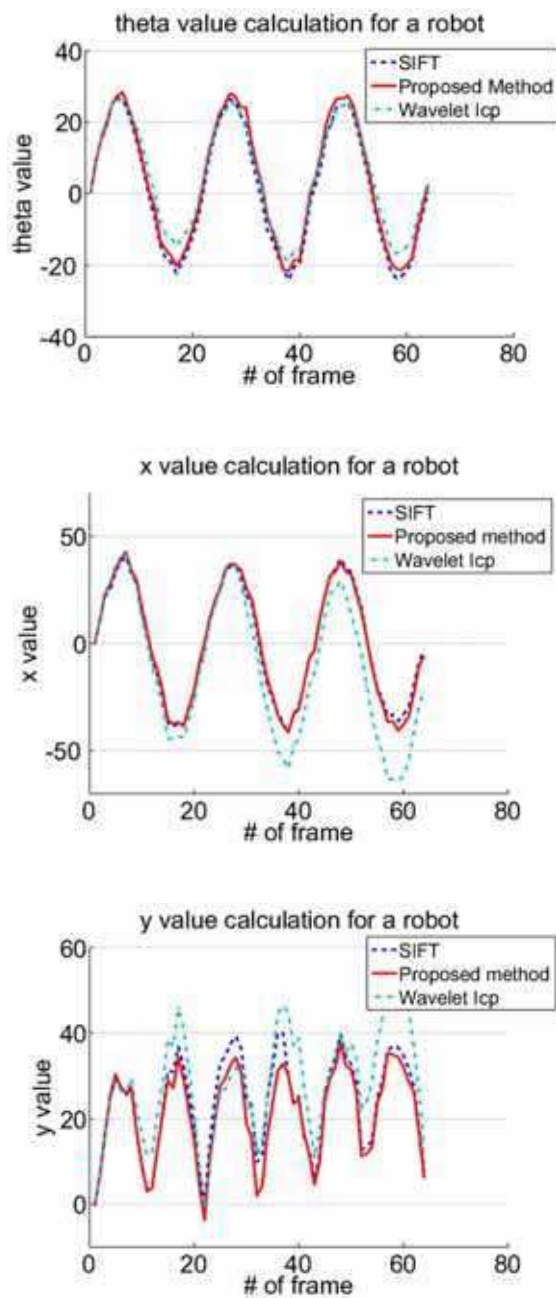 theta value calculation for a robot
40
20
0
-20
-40
theta value
SIFT
Proposed Method
Wavelet Icp
0 20 40 60 80
# of frame
x value calculation for a robot
50
0
-50
x value
SIFT
Proposed method
Wavelet Icp
0 20 40 60 80
# of frame
y value calculation for a robot
60
40
20
0
y value
SIFT
Proposed method
Wavelet Icp
0 20 40 60 80
# of frame